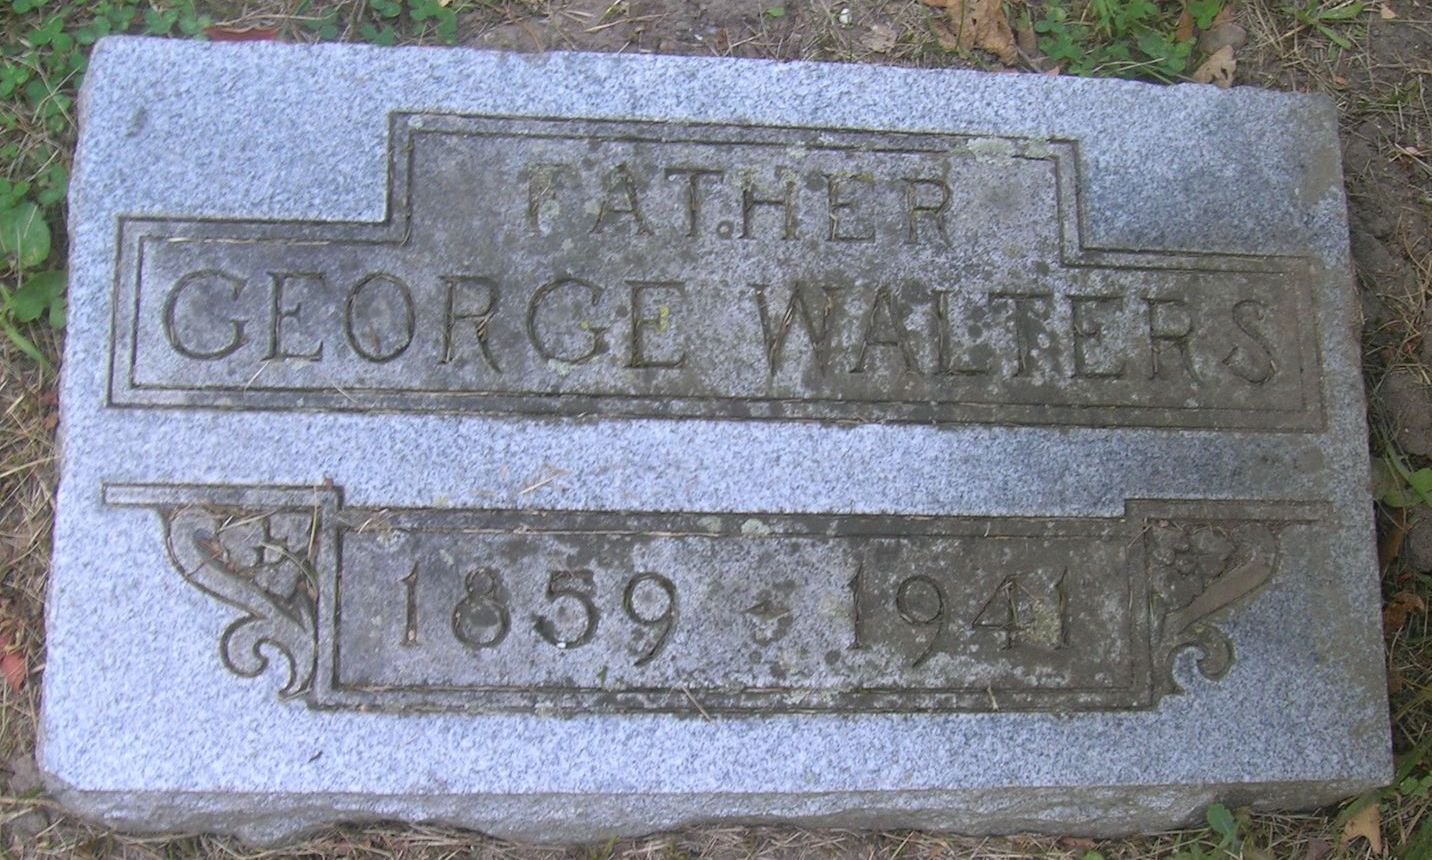 FATHER
GEORGE WALTERS
1859 - 1941